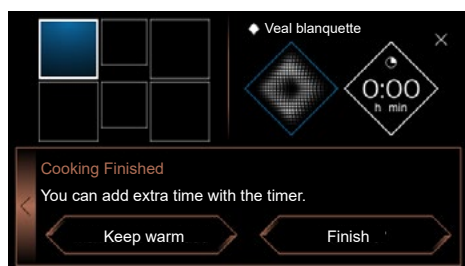 Veal blanquette
0:00
h min
Cooking Finished
You can add extra time with the timer.
Keep warm
Finish